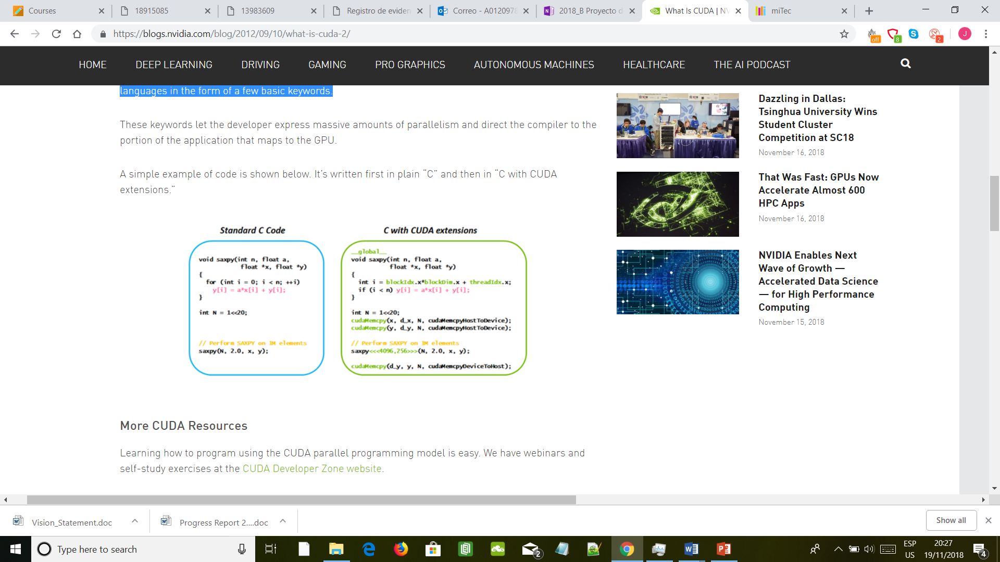 Courses
18915085
13983609
Registro de eviden
Correo - A0120978
2018_B Proyecto d
What Is CUDA | NV
miTec
https://blogs.nvidia.com/blog/2012/09/10/what-is-cuda-2/
off
8
2
J
HOME DEEP LEARNING DRIVING GAMING PRO GRAPHICS AUTONOMOUS MACHINES HEALTHCARE THE AI PODCAST
languages in the form of a few basic keywords.
These keywords let the developer express massive amounts of parallelism and direct the compiler to the
portion of the application that maps to the GPU.
A simple example of code is shown below. It's written first in plain “C” and then in “C with CUDA
extensions.”
Standard C Code
void saxpy(int n, float a,
float *x, float *y)
{
for (int i = 0; i < n; ++i)
y[i] = a*x[i] + y[i];
}
int N = 1<<20;
// Perform SAXPY on 1M elements
saxpy(N, 2.0, x, y);
C with CUDA extensions
__global__
void saxpy(int n, float a,
float *x, float *y)
{
int i = blockIdx.x*blockDim.x + threadIdx.x;
if (i < n) y[i] = a*x[i] + y[i];
}
int N = 1<<20;
cudaMemcpy(x, d_x, N, cudaMemcpyHostToDevice);
cudaMemcpy(y, d_y, N, cudaMemcpyHostToDevice);
// Perform SAXPY on 1M elements
saxpy<<<4096,256>>>(N, 2.0, x, y);
cudaMemcpy(d_y, y, N, cudaMemcpyDeviceToHost);
More CUDA Resources
Learning how to program using the CUDA parallel programming model is easy. We have webinars and
self-study exercises at the CUDA Developer Zone website.
Dazzling in Dallas:
Tsinghua University Wins
Student Cluster
Competition at SC18
November 16, 2018
That Was Fast: GPUs Now
Accelerate Almost 600
HPC Apps
November 16, 2018
NVIDIA Enables Next
Wave of Growth —
Accelerated Data Science
— for High Performance
Computing
November 15, 2018
Vision_Statement.doc
Progress Report 2....doc
Show all
Type here to search
2
ESP
US
20:27
19/11/2018
4